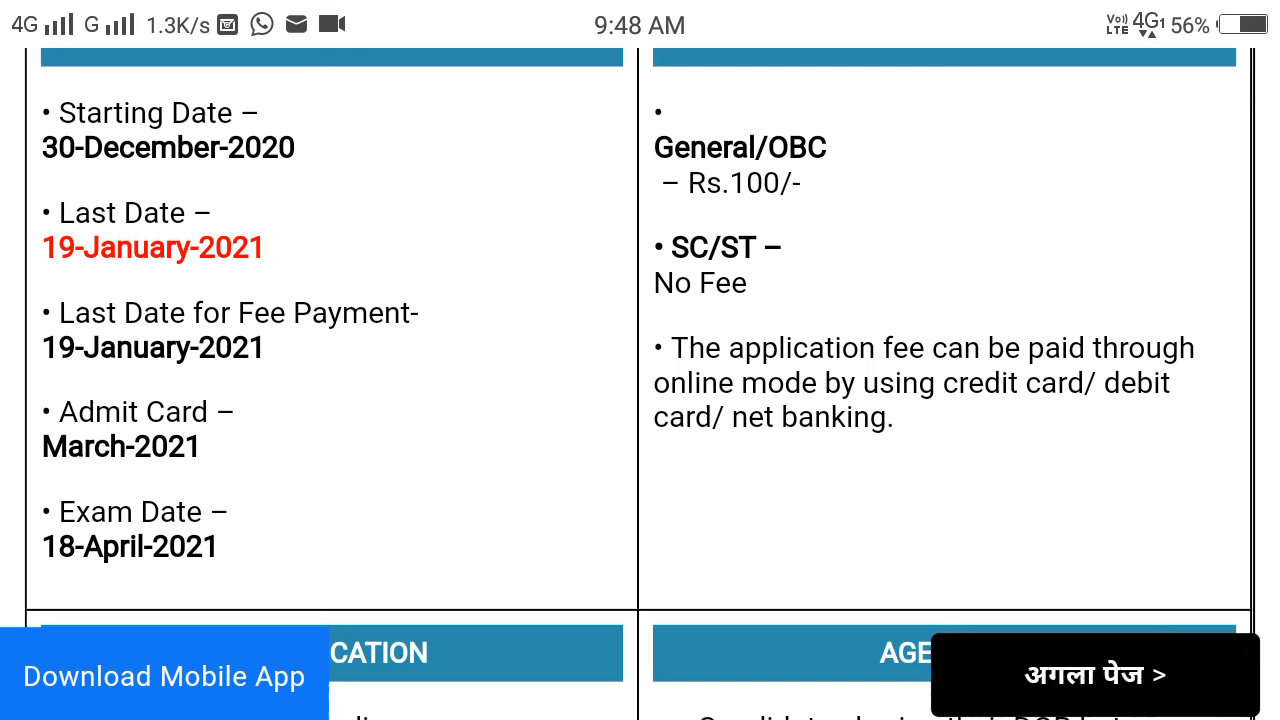 4G G 1.3K/s 9:48 AM Vo) LTE 4G1 56%
• Starting Date –
30-December-2020
• Last Date –
19-January-2021
• Last Date for Fee Payment-
19-January-2021
• Admit Card –
March-2021
• Exam Date –
18-April-2021
•
General/OBC
– Rs.100/-
• SC/ST –
No Fee
• The application fee can be paid through
online mode by using credit card/ debit
card/ net banking.
CATION
AGE
Download Mobile App
अगला पेज >